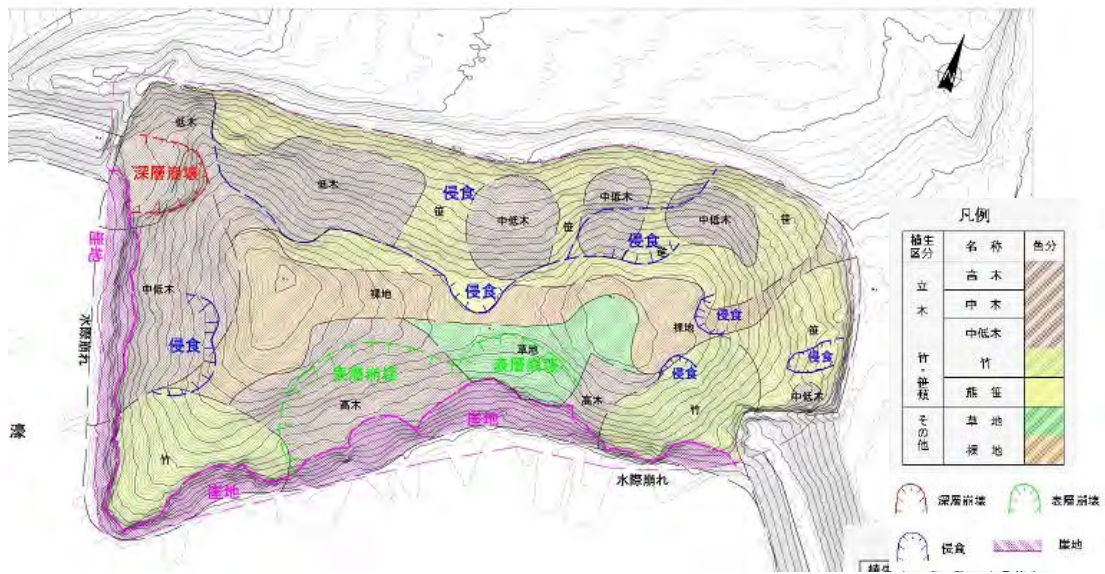 低木
深層崩壊
低木
侵食
笹
中低木
笹
中低木
侵食
中低木
笹
崖地
中低木
裸地
侵食
裸地
侵食
笹
侵食
水際崩れ
侵食
表層崩壊
草地
表層崩壊
侵食
中低木
高木
高木
竹
崖地
濠
竹
崖地
水際崩れ
凡例
植生区分
名 称
色分
立木
高 木
中 木
中低木
竹・笹類
竹
熊 笹
その他
草 地
裸 地
深層崩壊
表層崩壊
侵食
崖地
植生